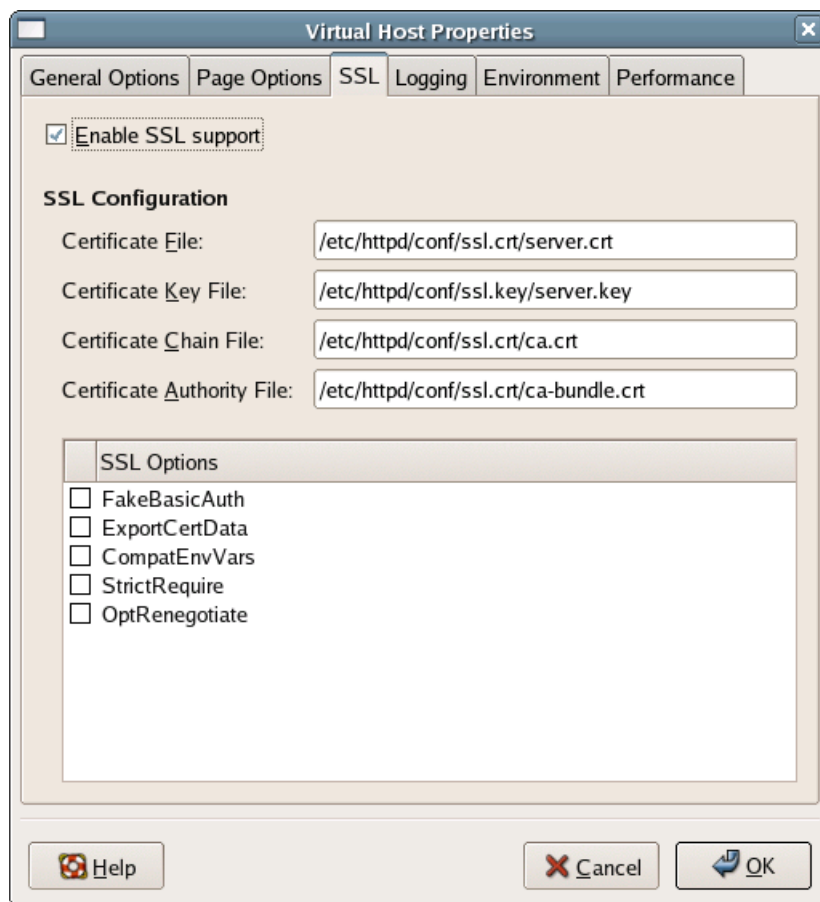 Virtual Host Properties
General Options Page Options SSL Logging Environment Performance
Enable SSL support
SSL Configuration
Certificate File: /etc/httpd/conf/ssl.crt/server.crt
Certificate Key File: /etc/httpd/conf/ssl.key/server.key
Certificate Chain File: /etc/httpd/conf/ssl.crt/ca.crt
Certificate Authority File: /etc/httpd/conf/ssl.crt/ca-bundle.crt
SSL Options
FakeBasicAuth
ExportCertData
CompatEnvVars
StrictRequire
OptRenegotiate
Help Cancel OK